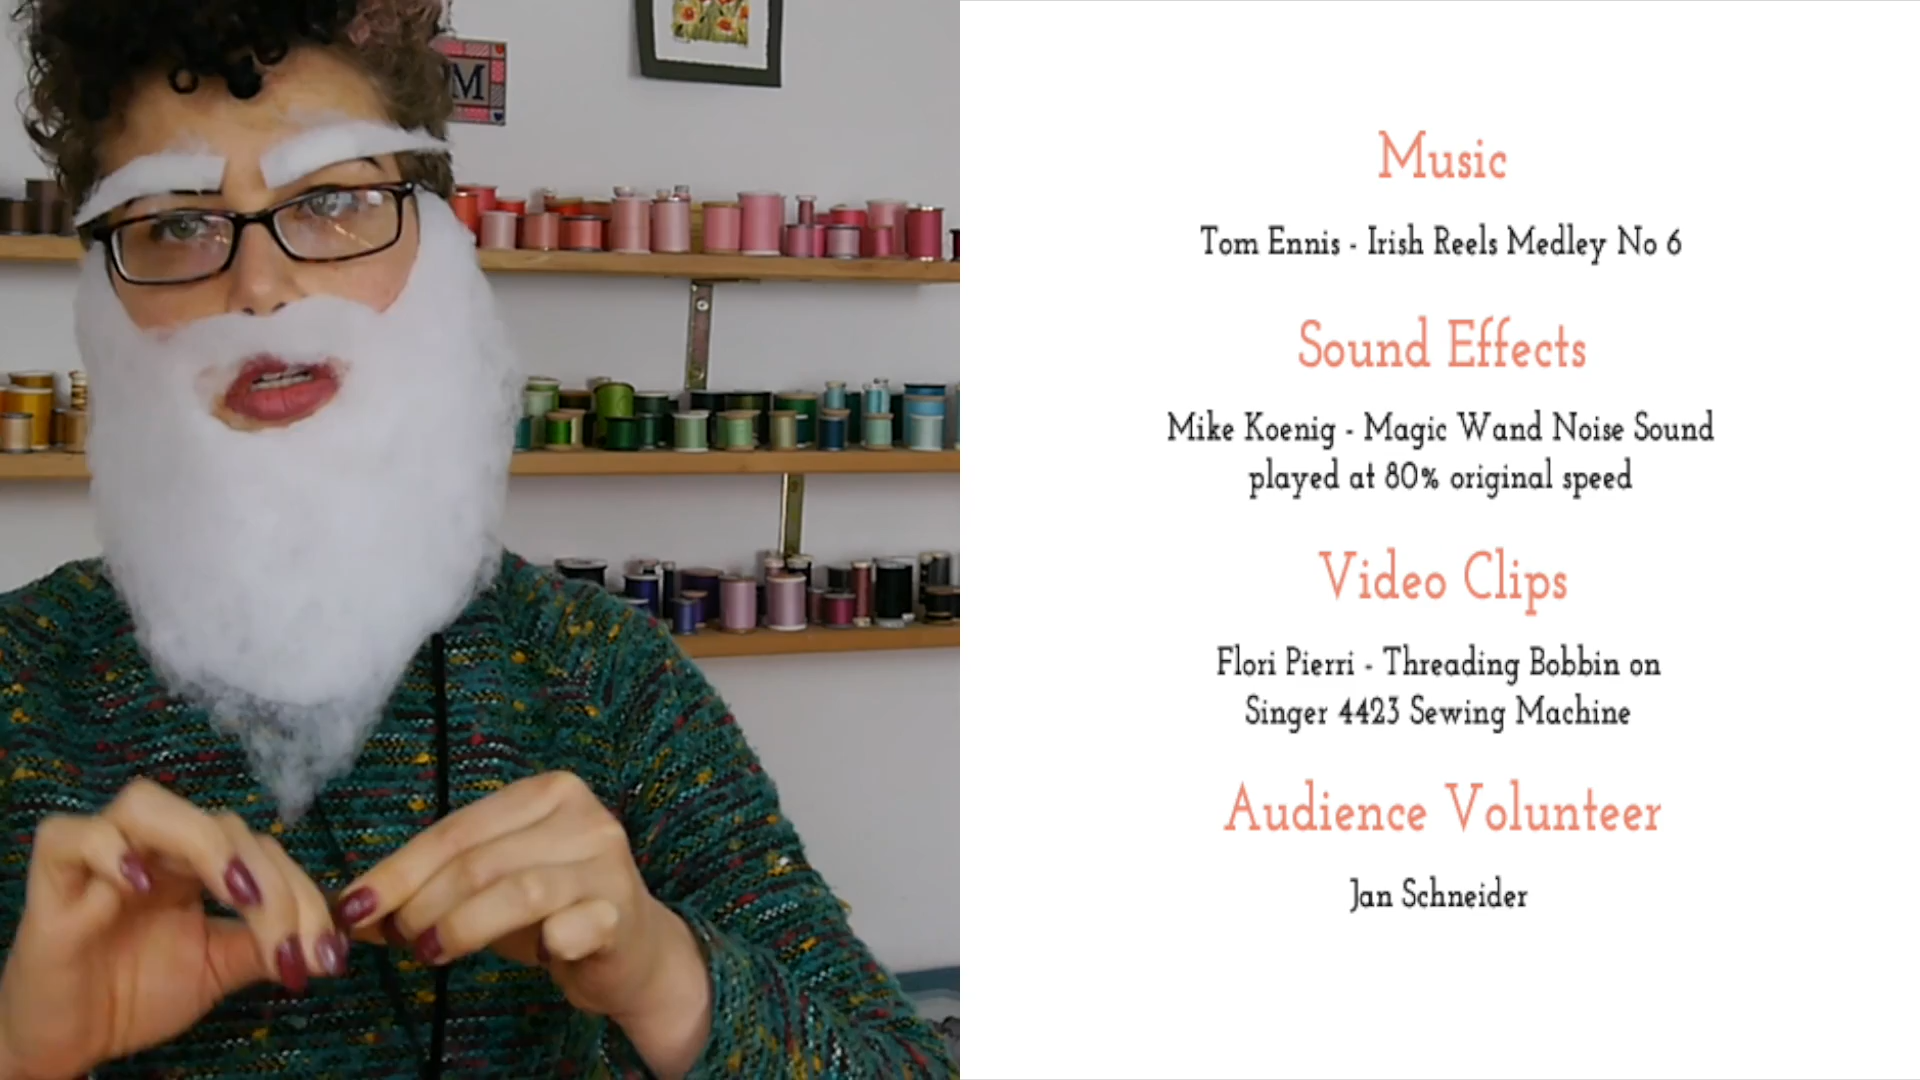 M
Music
Tom Ennis - Irish Reels Medley No 6
Sound Effects
Mike Koenig - Magic Wand Noise Sound
played at 80% original speed
Video Clips
Flori Pierri - Threading Bobbin on
Singer 4423 Sewing Machine
Audience Volunteer
Jan Schneider